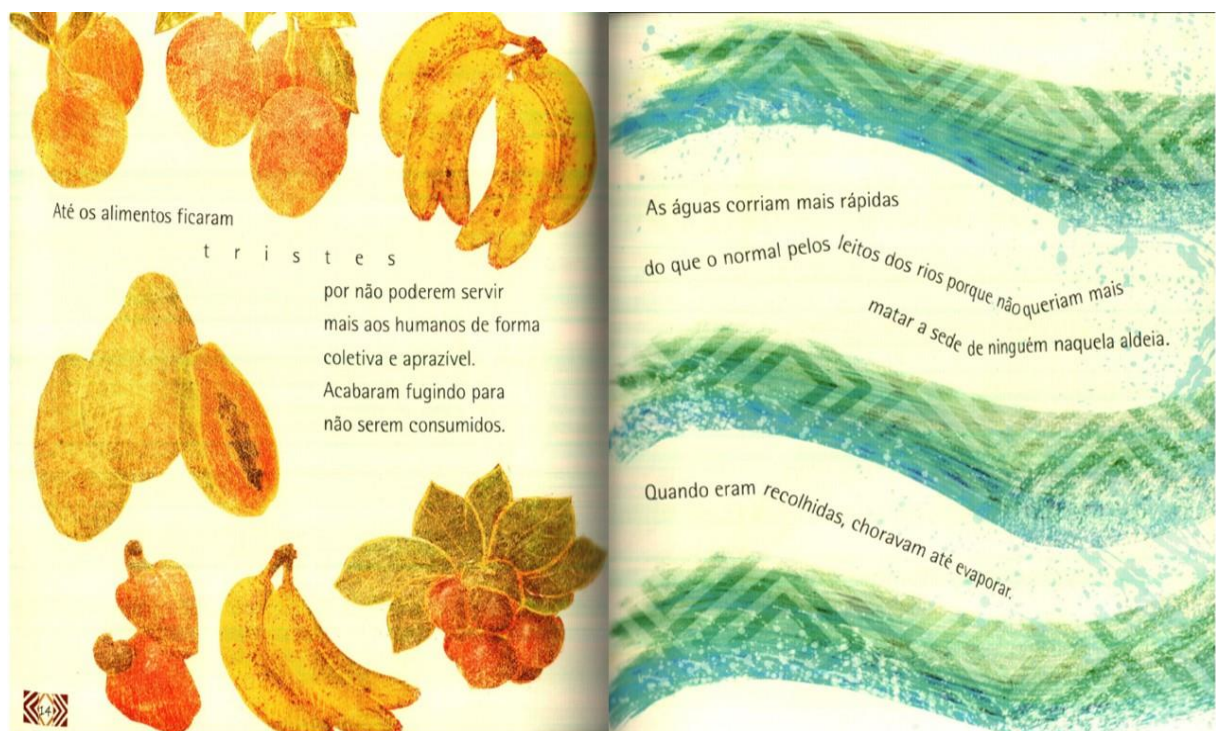 Até os alimentos ficaram
t r i s t e s
por não poderem servir
mais aos humanos de forma
coletiva e aprazível.
Acabaram fugindo para
não serem consumidos.
14
As águas corriam mais rápidas
do que o normal pelos leitos dos rios porque não queriam mais
matar a sede de ninguém naquela aldeia.
Quando eram recolhidas, choravam até evaporar.